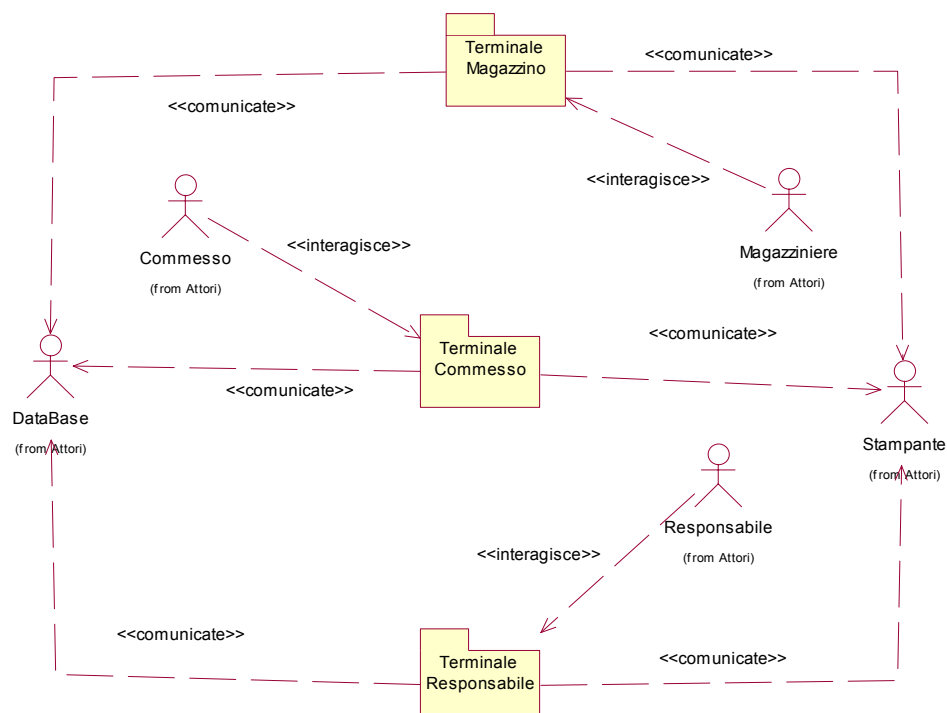 Terminale
Magazzino
<<comunicate>>
<<comunicate>>
<<interagisce>>
Commesso
(from Attori)
<<interagisce>>
Magazziniere
(from Attori)
Terminale
Commesso
<<comunicate>>
<<comunicate>>
DataBase
(from Attori)
Stampante
(from Attori)
Responsabile
(from Attori)
<<interagisce>>
<<comunicate>>
Terminale
Responsabile
<<comunicate>>